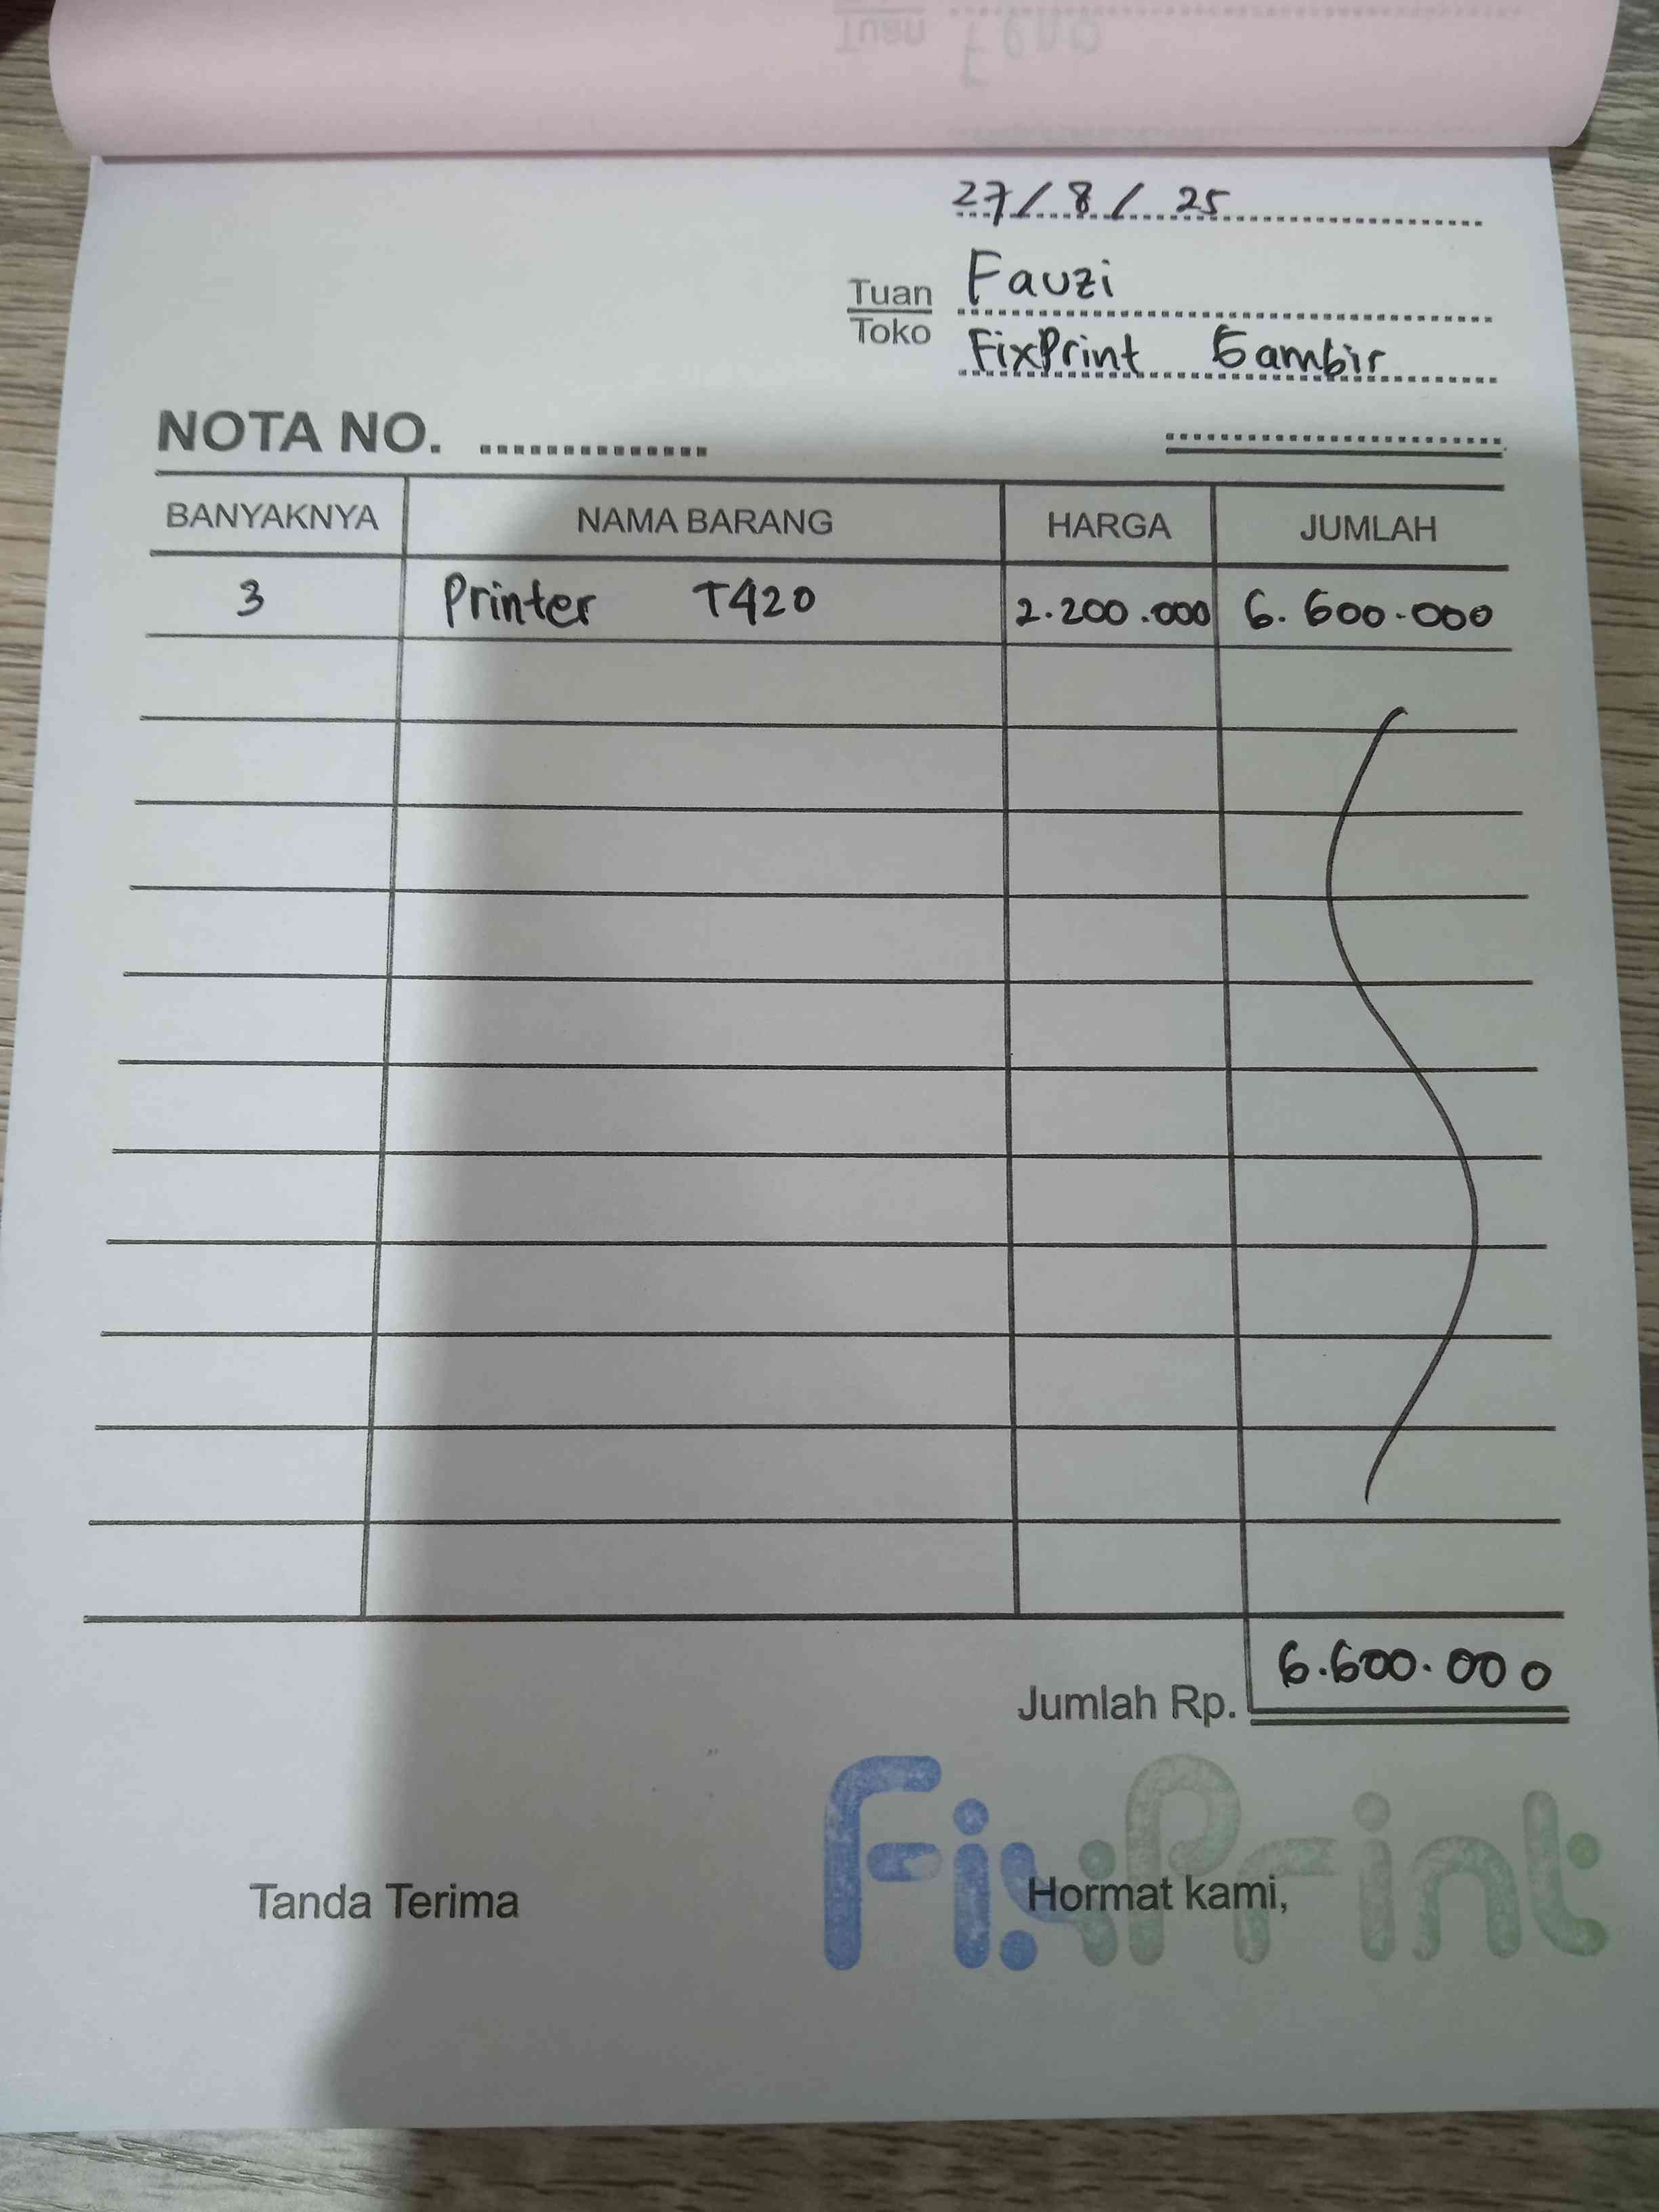 Tuan Feno
27/8/25
Tuan Fauzi
Toko FixPrint Gambir
NOTA NO.
BANYAKNYA NAMA BARANG HARGA JUMLAH
3 Printer T420 2.200.000 6.600.000
Jumlah Rp. 6.600.000
FixPrint
Tanda Terima Hormat kami,